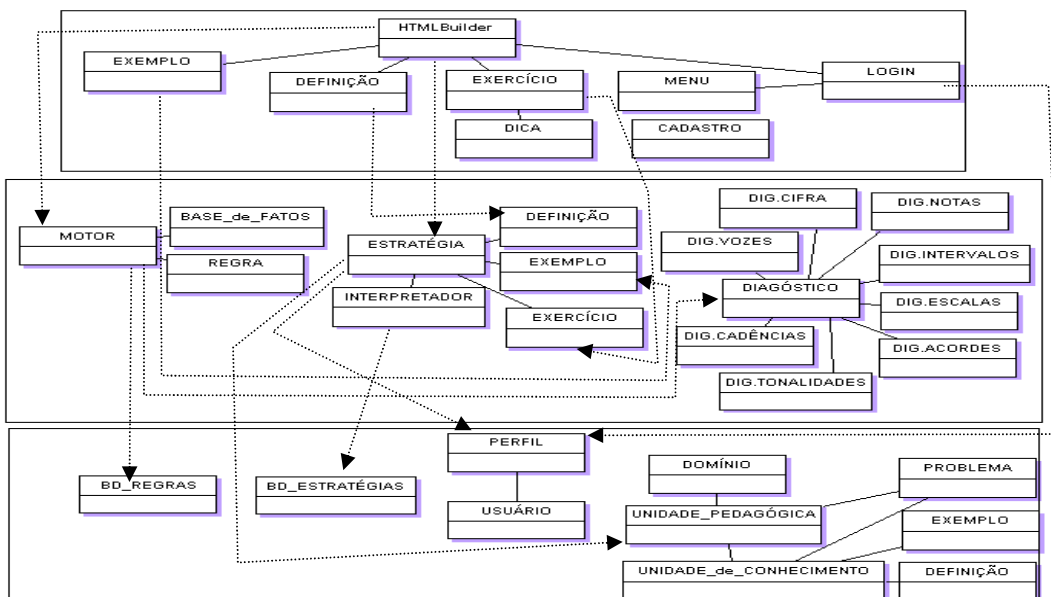 HTMLBuilder
EXEMPLO
DEFINIÇÃO
EXERCÍCIO
MENU
LOGIN
DICA
CADASTRO
MOTOR
BASE_de_FATOS
REGRA
ESTRATÉGIA
INTERPRETADOR
DEFINIÇÃO
EXEMPLO
EXERCÍCIO
DIG.CIFRA
DIG.NOTAS
DIG.VOZES
DIG.INTERVALOS
DIAGÓSTICO
DIG.ESCALAS
DIG.CADÊNCIAS
DIG.ACORDES
DIG.TONALIDADES
PERFIL
BD_REGRAS
BD_ESTRATÉGIAS
USUÁRIO
DOMÍNIO
PROBLEMA
UNIDADE_PEDAGÓGICA
EXEMPLO
UNIDADE_de_CONHECIMENTO
DEFINIÇÃO